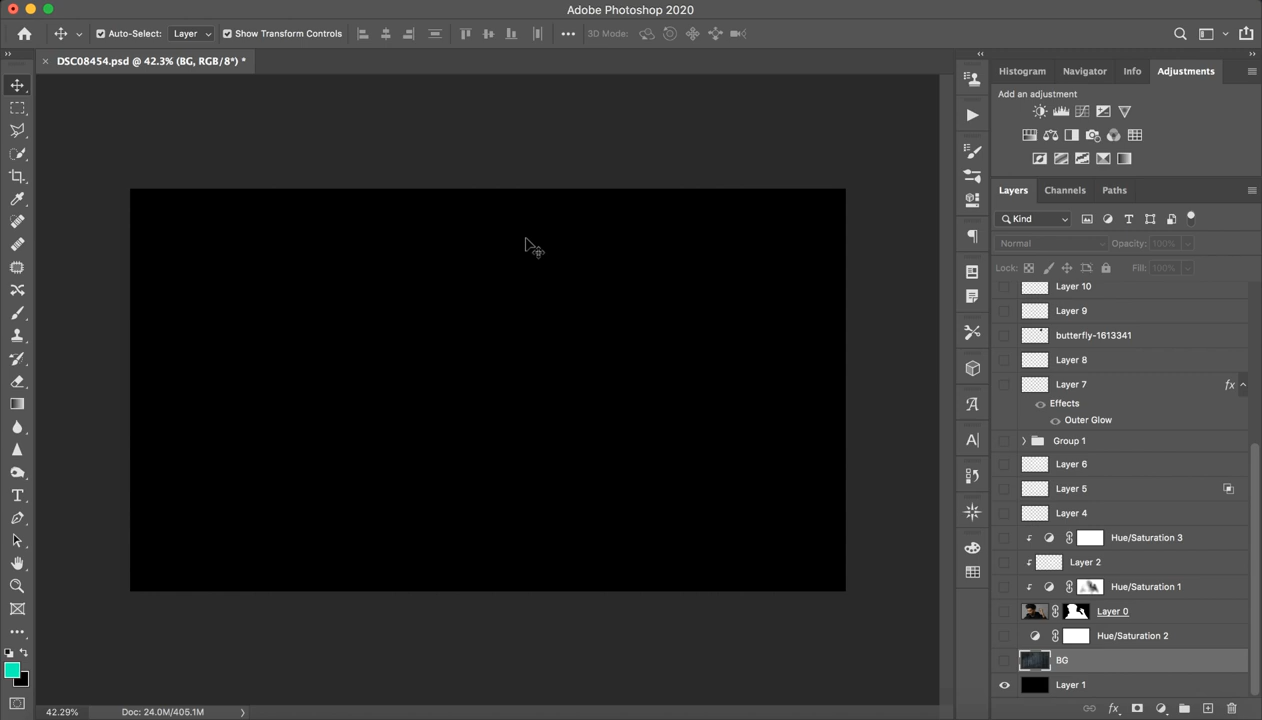 Adobe Photoshop 2020
Auto-Select: Layer Show Transform Controls 3D Mode:
DSC08454.psd @ 42.3% (BG, RGB/8*) *
Histogram Navigator Info Adjustments
Add an adjustment
Layers Channels Paths
Kind
Normal Opacity: 100%
Lock: Fill: 100%
Layer 10
Layer 9
butterfly-1613341
Layer 8
Layer 7 fx
Effects
Outer Glow
Group 1
Layer 6
Layer 5
Layer 4
Hue/Saturation 3
Layer 2
Hue/Saturation 1
Layer 0
Hue/Saturation 2
BG
Layer 1
fx
42.29% Doc: 24.0M/405.1M